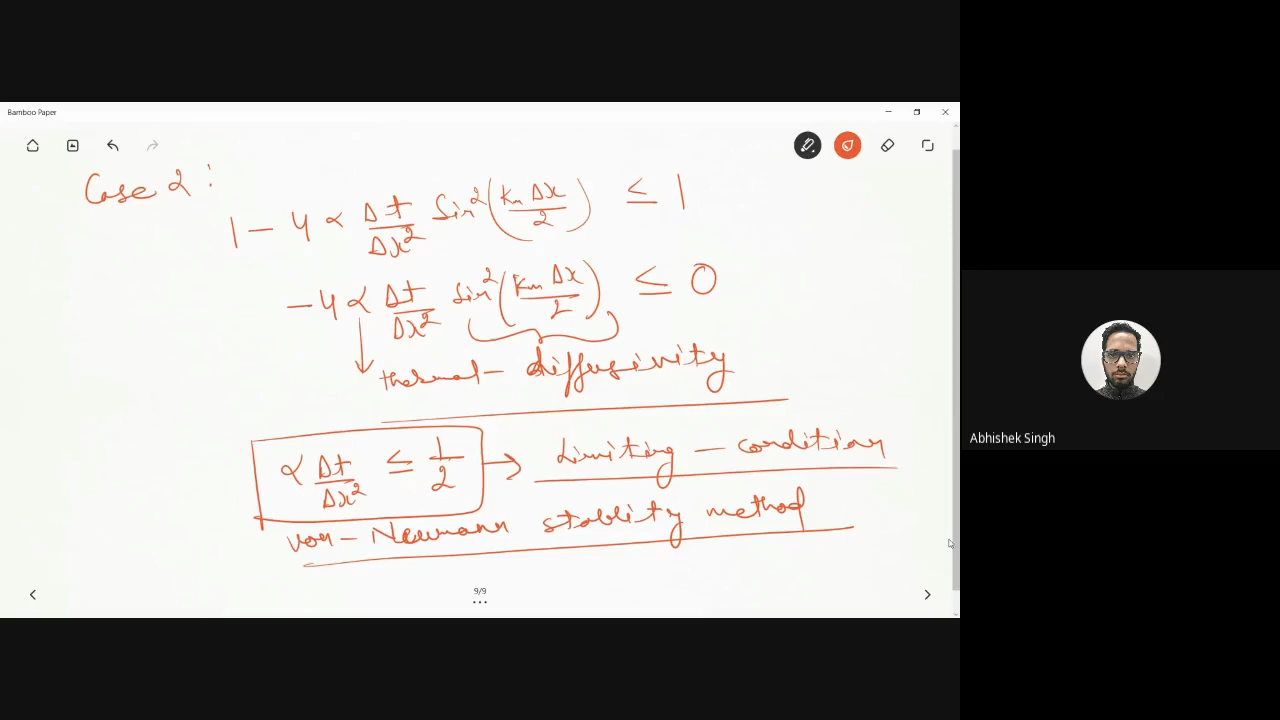 Bamboo Paper
Case 2 :
1 - 4 ∝ Δt/Δx² Sin² (Km Δx/2) ≤ 1
- 4 ∝ Δt/Δx² Sin² (Km Δx/2) ≤ 0
thermal - diffusivity
∝ Δt/Δx² ≤ 1/2 → Limiting - condition
von - Neumann stablity method
Abhishek Singh
9/9